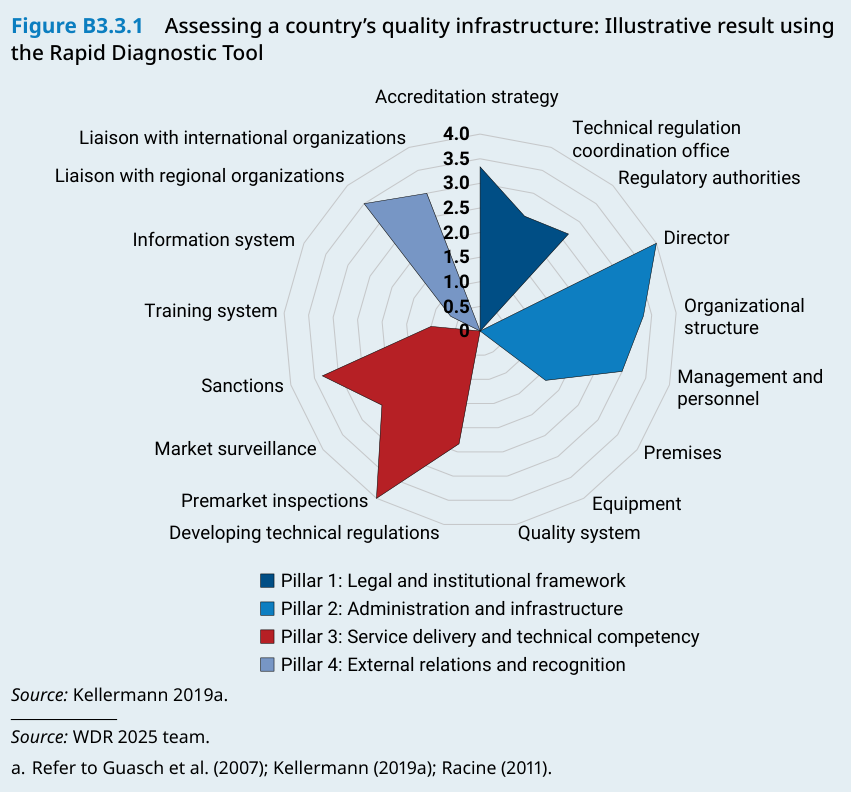 Figure B3.3.1 Assessing a country’s quality infrastructure: Illustrative result using
the Rapid Diagnostic Tool
Accreditation strategy
Technical regulation
coordination office
Regulatory authorities
Director
Organizational
structure
Management and
personnel
Premises
Equipment
Quality system
Developing technical regulations
Premarket inspections
Market surveillance
Sanctions
Training system
Information system
Liaison with regional organizations
Liaison with international organizations
4.0
3.5
3.0
2.5
2.0
1.5
1.0
0.5
0
Pillar 1: Legal and institutional framework
Pillar 2: Administration and infrastructure
Pillar 3: Service delivery and technical competency
Pillar 4: External relations and recognition
Source: Kellermann 2019a.
Source: WDR 2025 team.
a. Refer to Guasch et al. (2007); Kellermann (2019a); Racine (2011).